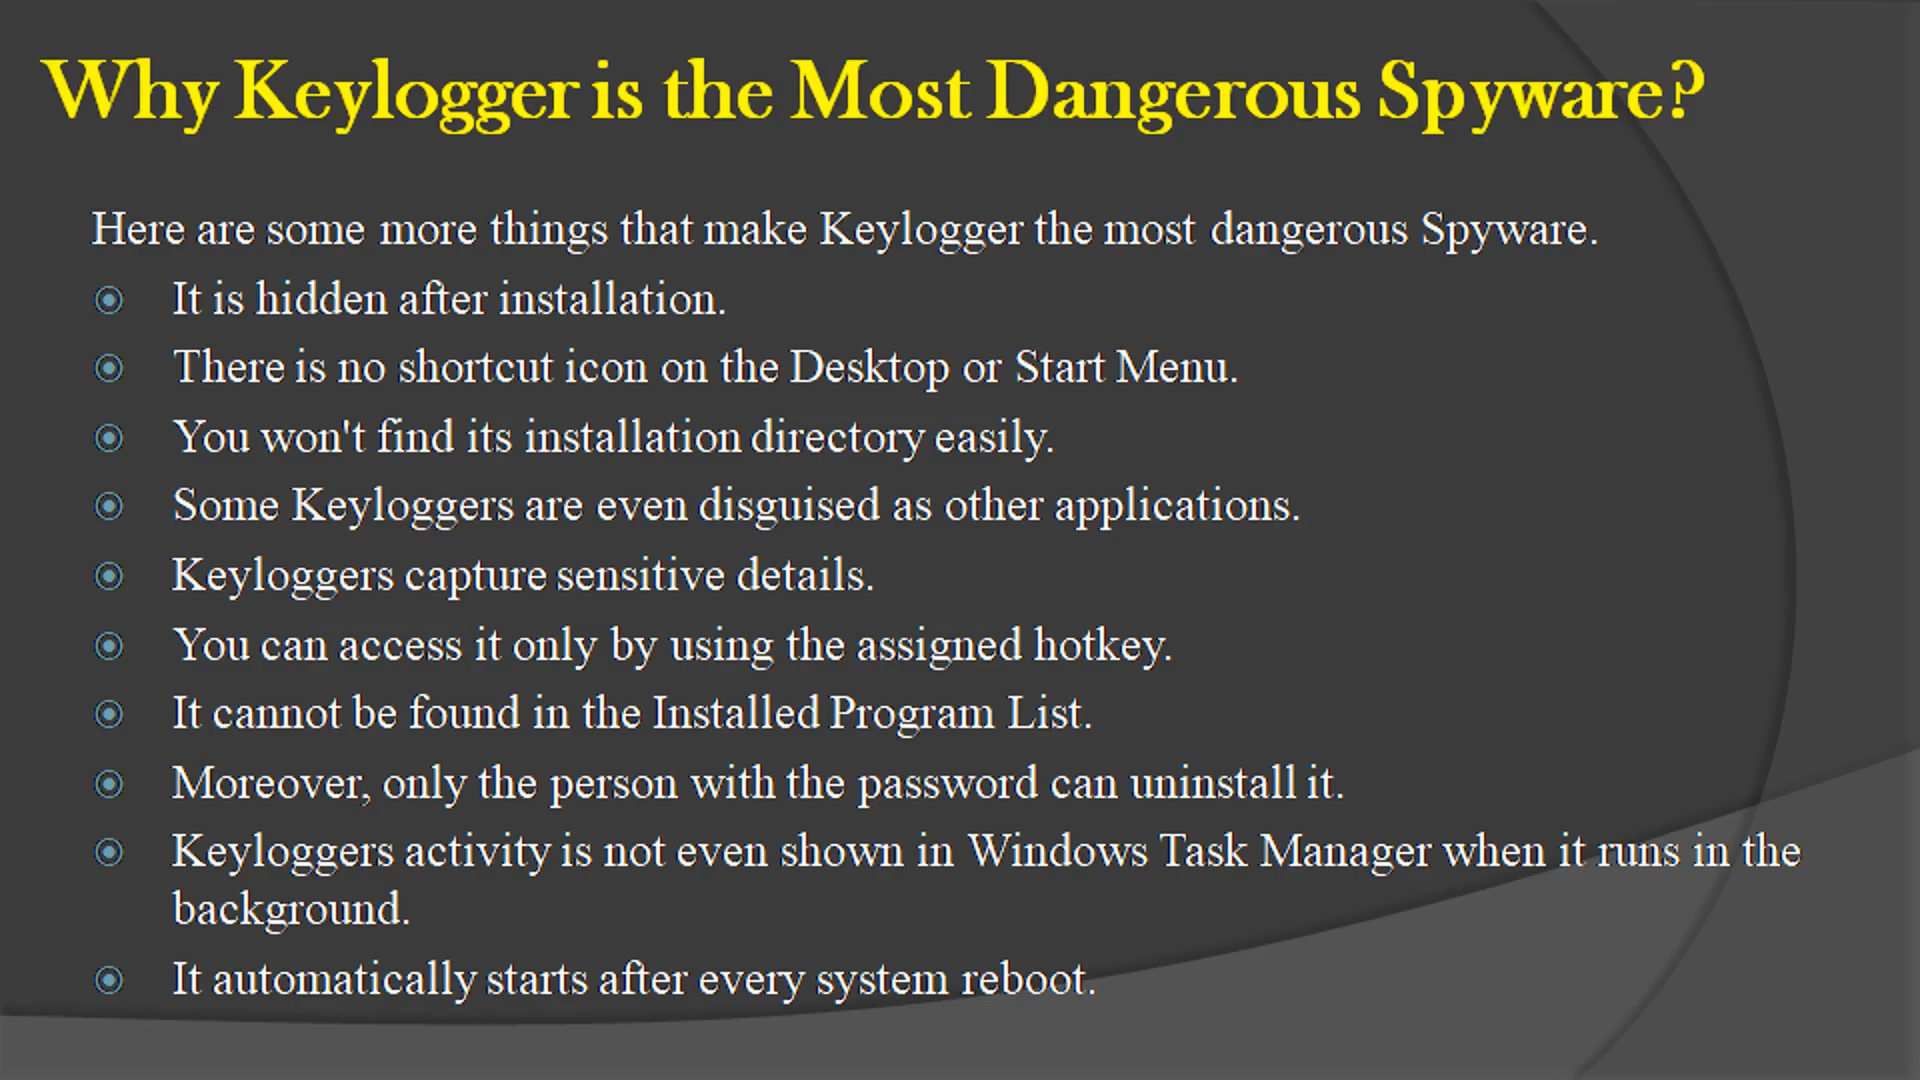 Why Keylogger is the Most Dangerous Spyware?
Here are some more things that make Keylogger the most dangerous Spyware.
It is hidden after installation.
There is no shortcut icon on the Desktop or Start Menu.
You won't find its installation directory easily.
Some Keyloggers are even disguised as other applications.
Keyloggers capture sensitive details.
You can access it only by using the assigned hotkey.
It cannot be found in the Installed Program List.
Moreover, only the person with the password can uninstall it.
Keyloggers activity is not even shown in Windows Task Manager when it runs in the
background.
It automatically starts after every system reboot.